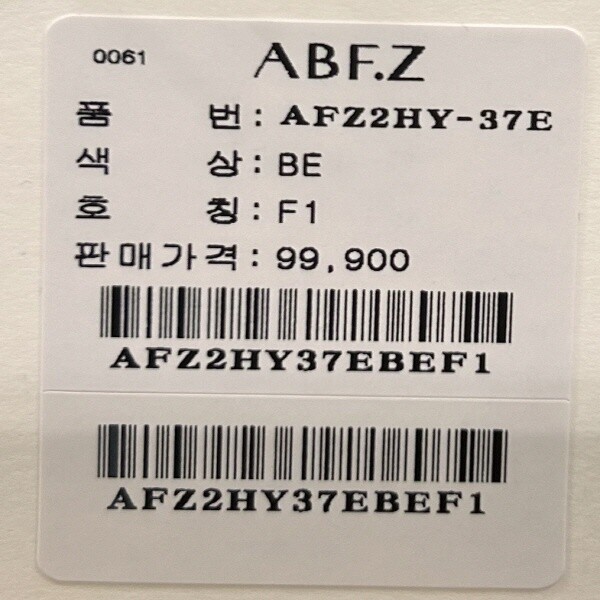 0061 ABF.Z
품 번 : AFZ2HY-37E
색 상 : BE
호 칭 : F1
판매가격 : 99,900
AFZ2HY37EBEF1
AFZ2HY37EBEF1